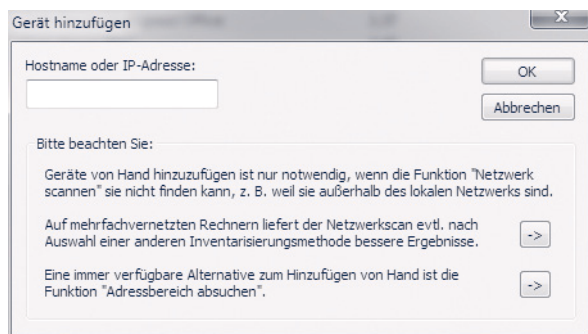 Gerät hinzufügen
Hostname oder IP-Adresse:
OK
Abbrechen
Bitte beachten Sie:
Geräte von Hand hinzuzufügen ist nur notwendig, wenn die Funktion "Netzwerk
scannen" sie nicht finden kann, z. B. weil sie außerhalb des lokalen Netzwerks sind.
Auf mehrfachvernetzten Rechnern liefert der Netzwerkscan evtl. nach
Auswahl einer anderen Inventarisierungsmethode bessere Ergebnisse.
->
Eine immer verfügbare Alternative zum Hinzufügen von Hand ist die
Funktion "Adressbereich absuchen".
->